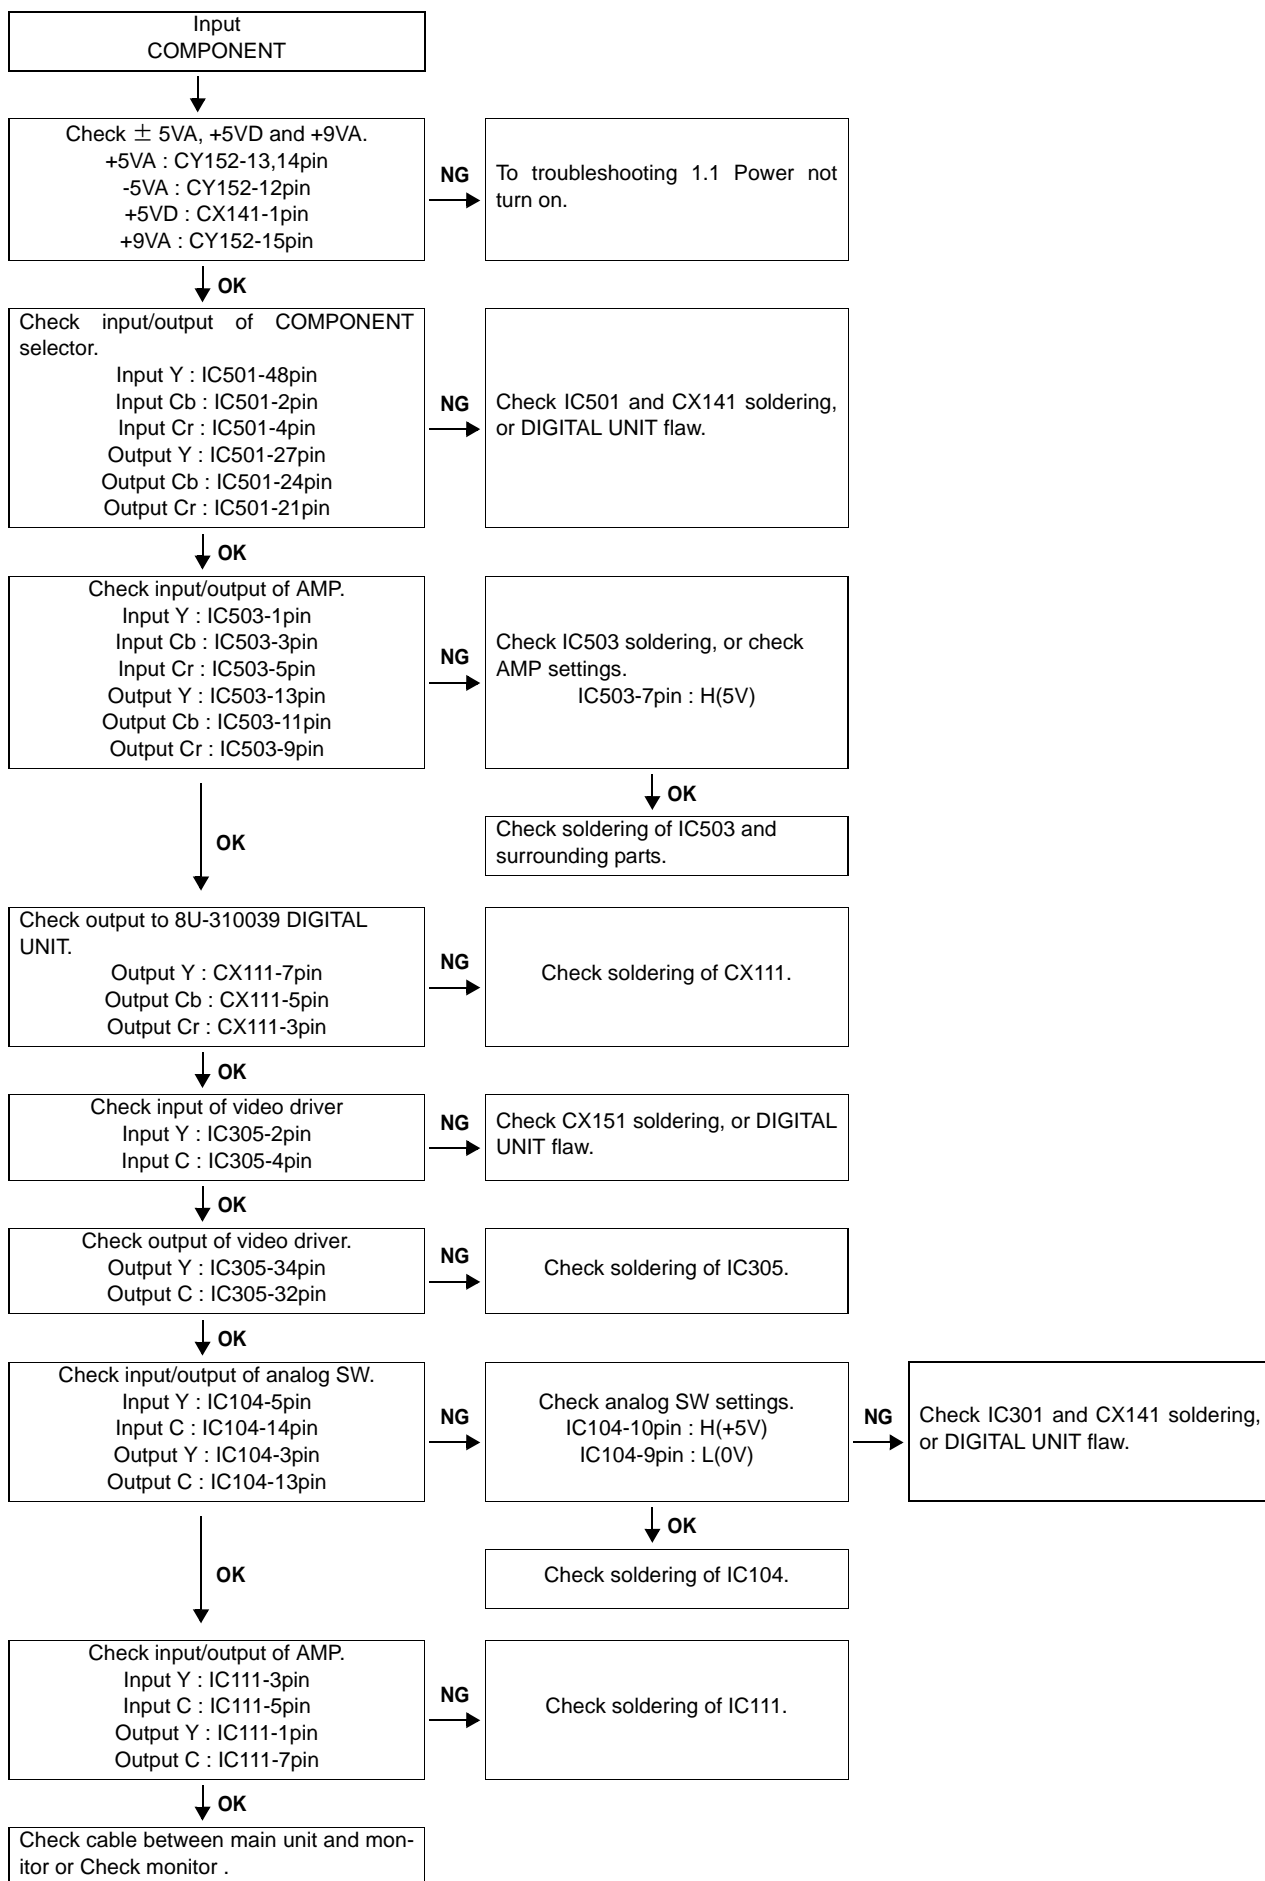 Input
COMPONENT
Check ± 5VA, +5VD and +9VA.
+5VA : CY152-13,14pin
-5VA : CY152-12pin
+5VD : CX141-1pin
+9VA : CY152-15pin
NG
To troubleshooting 1.1 Power not
turn on.
OK
Check input/output of COMPONENT
selector.
Input Y : IC501-48pin
Input Cb : IC501-2pin
Input Cr : IC501-4pin
Output Y : IC501-27pin
Output Cb : IC501-24pin
Output Cr : IC501-21pin
NG
Check IC501 and CX141 soldering,
or DIGITAL UNIT flaw.
OK
Check input/output of AMP.
Input Y : IC503-1pin
Input Cb : IC503-3pin
Input Cr : IC503-5pin
Output Y : IC503-13pin
Output Cb : IC503-11pin
Output Cr : IC503-9pin
NG
Check IC503 soldering, or check
AMP settings.
IC503-7pin : H(5V)
OK
Check soldering of IC503 and
surrounding parts.
OK
Check output to 8U-310039 DIGITAL
UNIT.
Output Y : CX111-7pin
Output Cb : CX111-5pin
Output Cr : CX111-3pin
NG
Check soldering of CX111.
OK
Check input of video driver
Input Y : IC305-2pin
Input C : IC305-4pin
NG
Check CX151 soldering, or DIGITAL
UNIT flaw.
OK
Check output of video driver.
Output Y : IC305-34pin
Output C : IC305-32pin
NG
Check soldering of IC305.
OK
Check input/output of analog SW.
Input Y : IC104-5pin
Input C : IC104-14pin
Output Y : IC104-3pin
Output C : IC104-13pin
NG
Check analog SW settings.
IC104-10pin : H(+5V)
IC104-9pin : L(0V)
NG
Check IC301 and CX141 soldering,
or DIGITAL UNIT flaw.
OK
Check soldering of IC104.
OK
Check input/output of AMP.
Input Y : IC111-3pin
Input C : IC111-5pin
Output Y : IC111-1pin
Output C : IC111-7pin
NG
Check soldering of IC111.
OK
Check cable between main unit and mon-
itor or Check monitor .